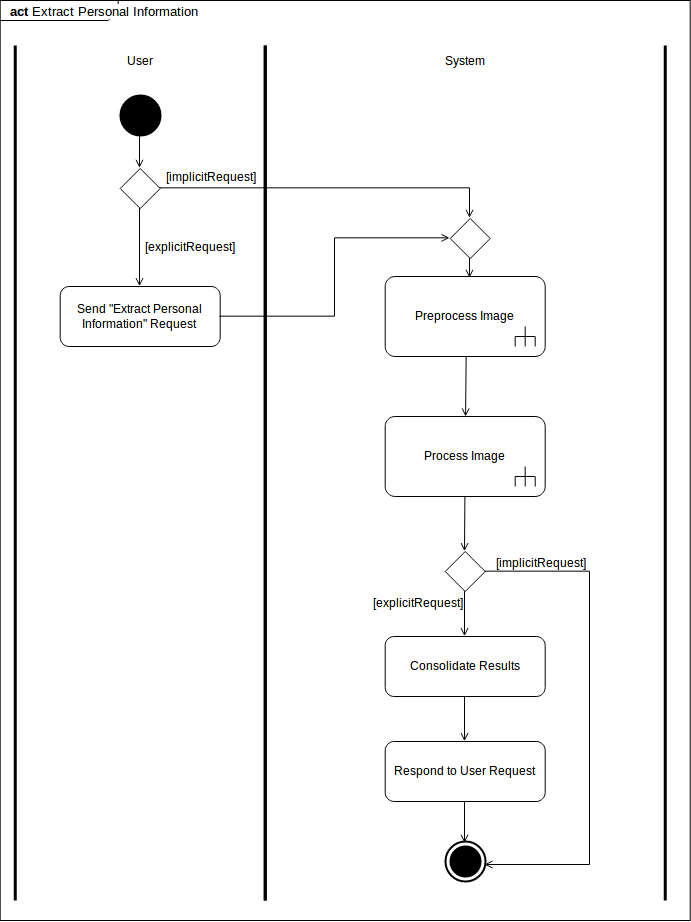 act Extract Personal Information
User
System
[implicitRequest]
[explicitRequest]
Send "Extract Personal
Information" Request
Preprocess Image
Process Image
[implicitRequest]
[explicitRequest]
Consolidate Results
Respond to User Request